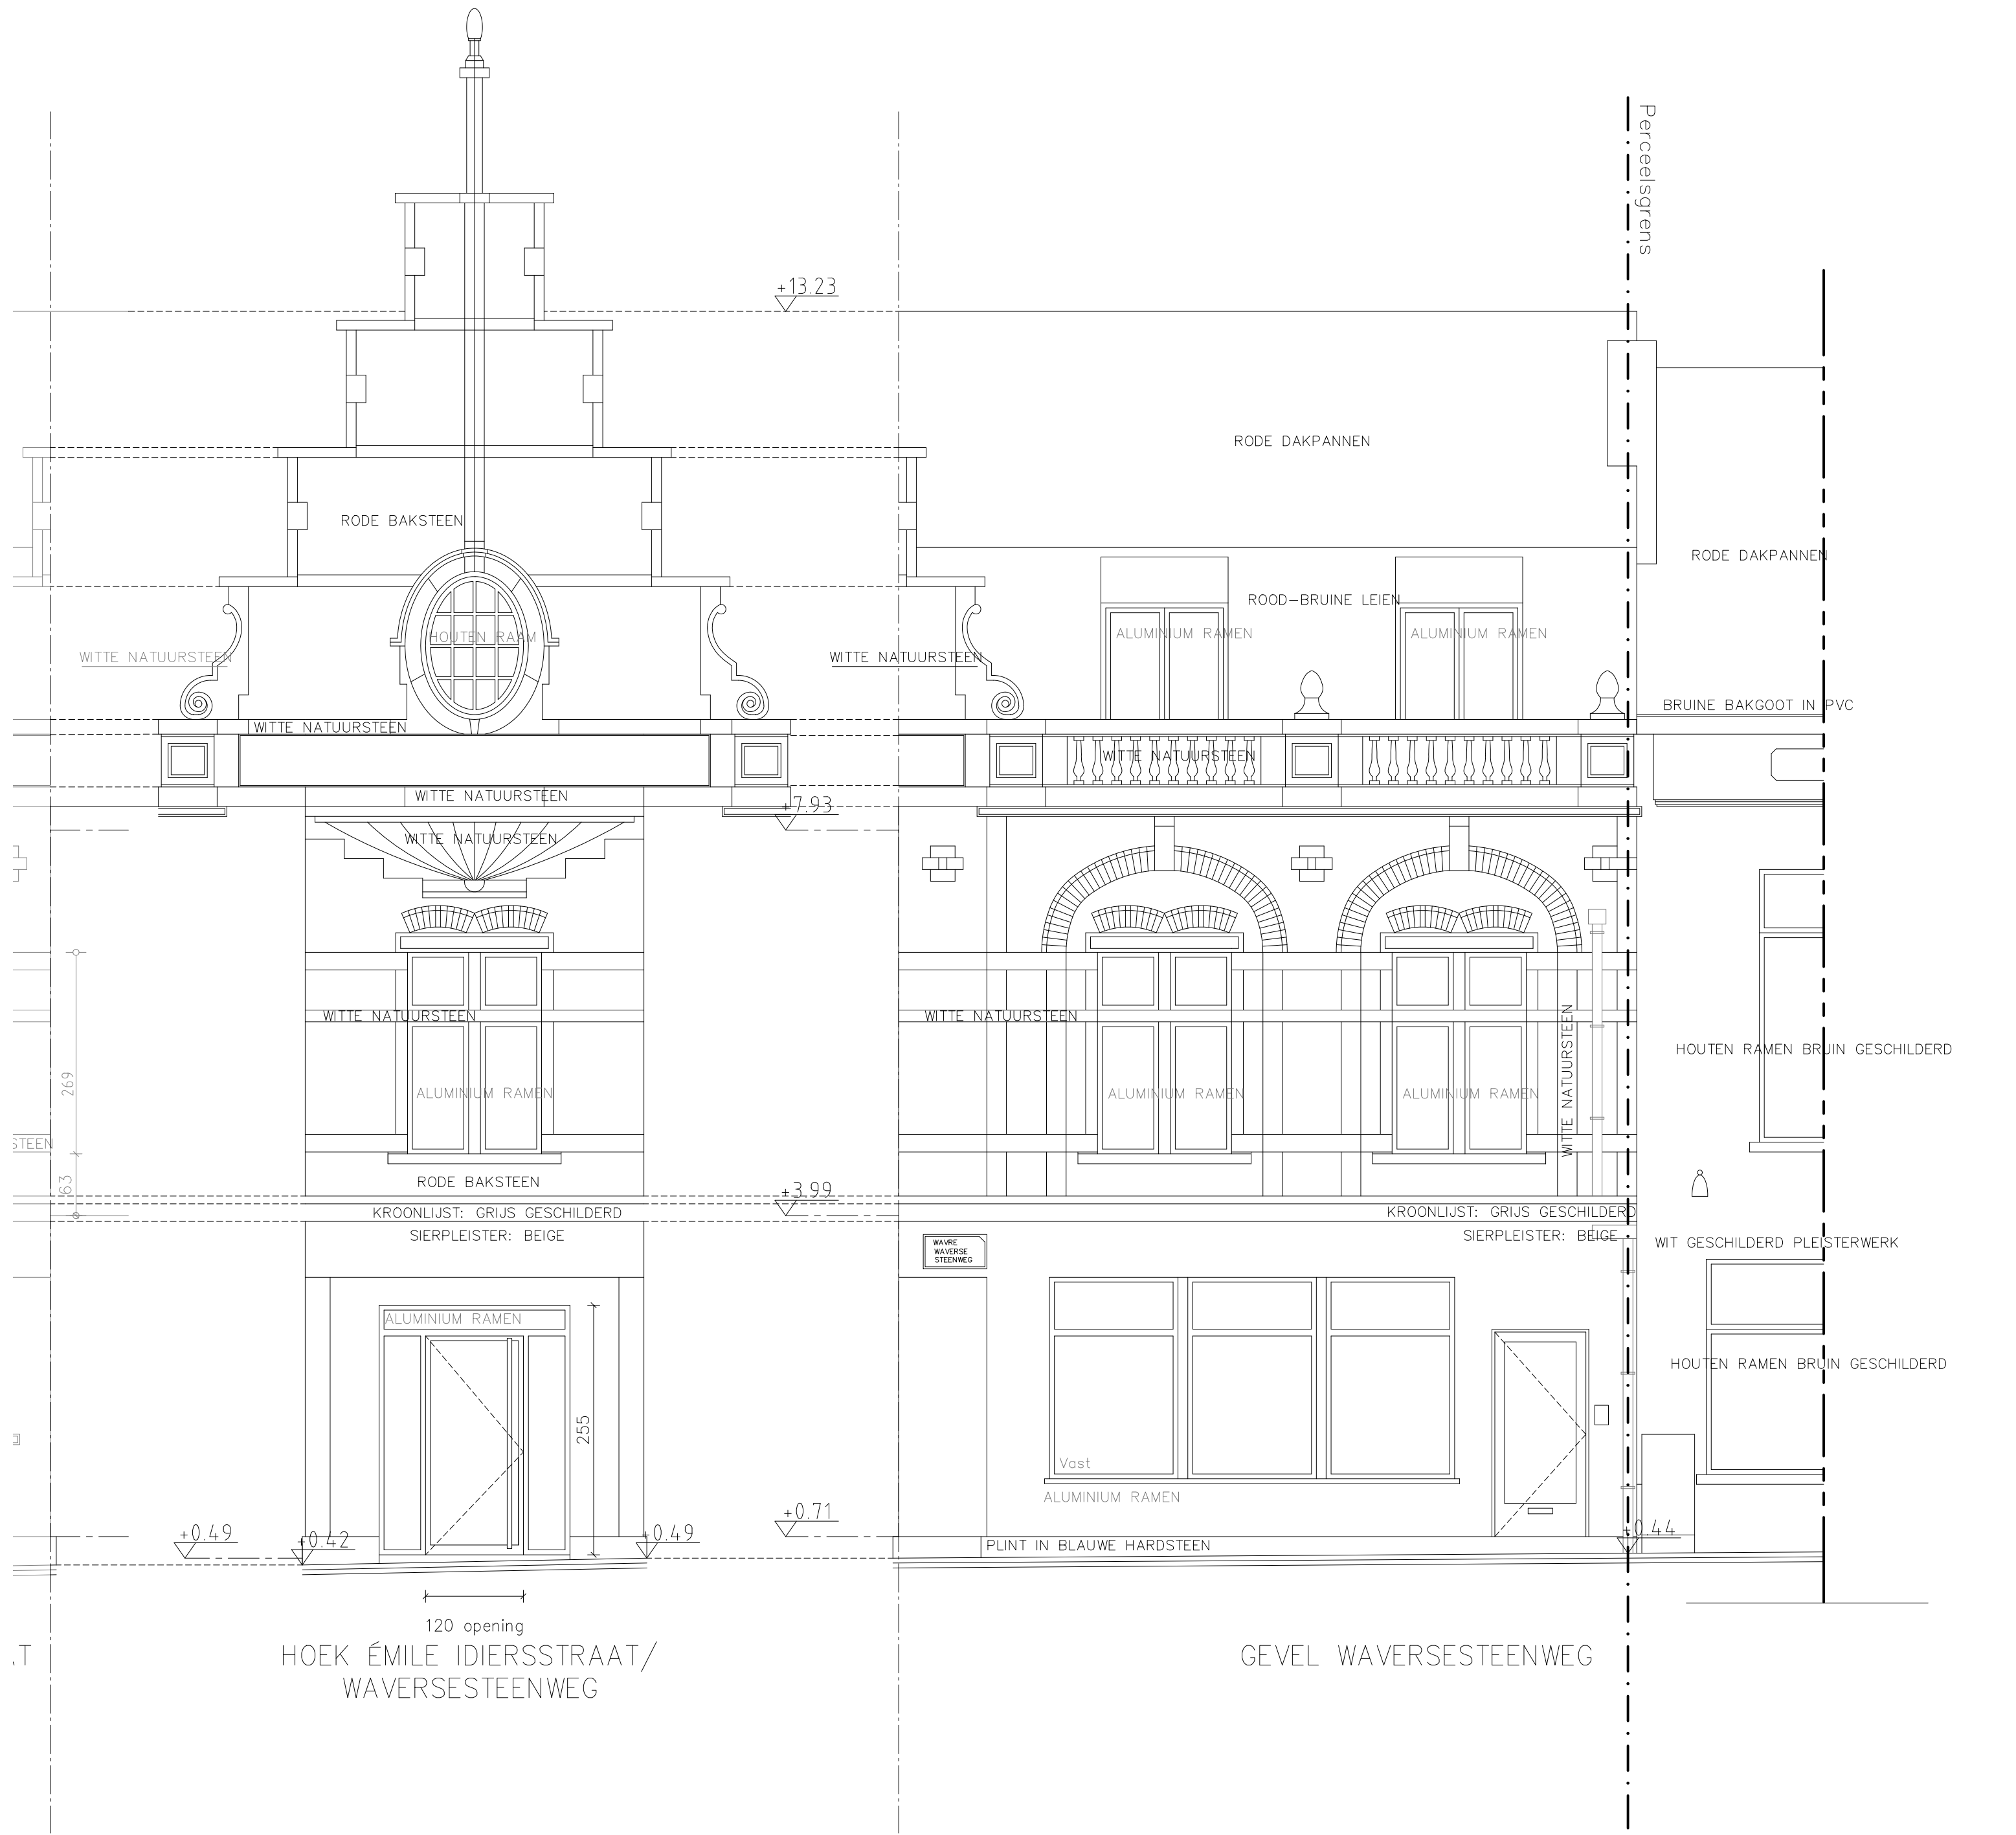 Perceelsgrens
+13.23
RODE DAKPANNEN
RODE BAKSTEEN
RODE DAKPANNEN
ROOD-BRUINE LEIEN
HOUTEN RAAM
ALUMINIUM RAMEN
ALUMINIUM RAMEN
WITTE NATUURSTEEN
WITTE NATUURSTEEN
BRUINE BAKGOOT IN PVC
WITTE NATUURSTEEN
WITTE NATUURSTEEN
WITTE NATUURSTEEN
+7.93
WITTE NATUURSTEEN
WITTE NATUURSTEEN
WITTE NATUURSTEEN
WITTE NATUURSTEEN
HOUTEN RAMEN BRUIN GESCHILDERD
269
ALUMINIUM RAMEN
ALUMINIUM RAMEN
ALUMINIUM RAMEN
STEEN
63
RODE BAKSTEEN
+3.99
KROONLIJST: GRIJS GESCHILDERD
KROONLIJST: GRIJS GESCHILDERD
SIERPLEISTER: BEIGE
SIERPLEISTER: BEIGE
WIT GESCHILDERD PLEISTERWERK
WAVRE
WAVERSE
STEENWEG
ALUMINIUM RAMEN
HOUTEN RAMEN BRUIN GESCHILDERD
255
Vast
ALUMINIUM RAMEN
+0.49
+0.42
+0.49
+0.71
+0.44
PLINT IN BLAUWE HARDSTEEN
120 opening
T
HOEK ÉMILE IDIERSSTRAAT/
WAVERSESTEENWEG
GEVEL WAVERSESTEENWEG